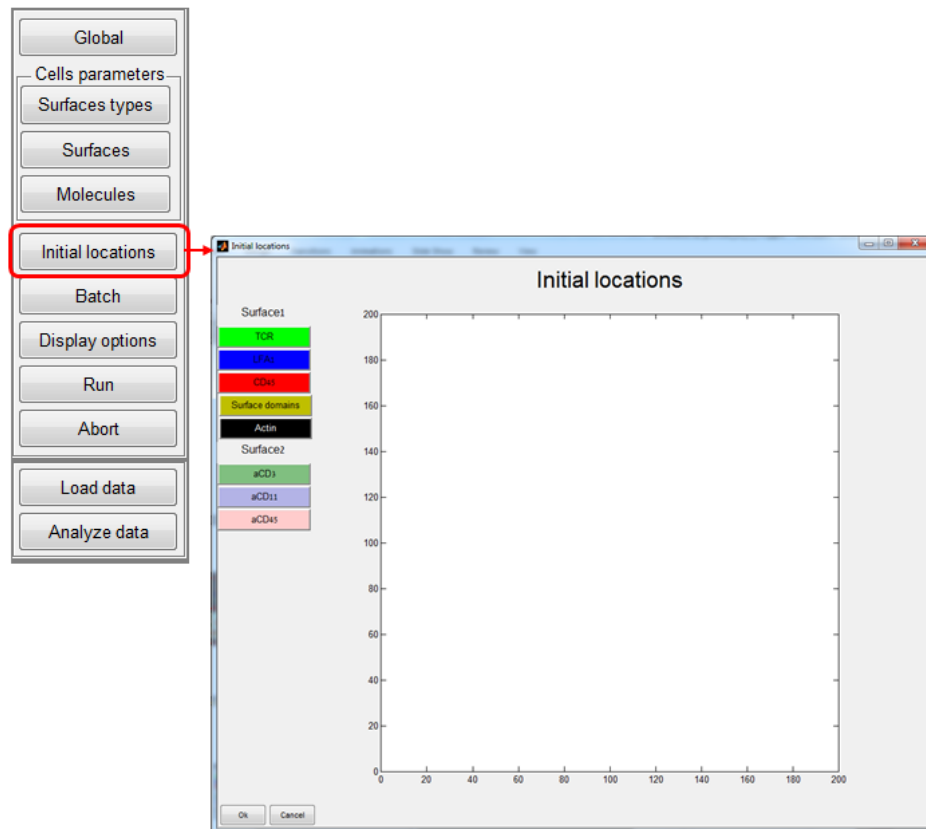 Global
Cells parameters
Surfaces types
Surfaces
Molecules
Initial locations
Batch
Display options
Run
Abort
Load data
Analyze data
Initial locations
Initial locations
Surface1
TCR
LFA1
CD45
Surface domains
Actin
Surface2
aCD3
aCD11
aCD45
200
180
160
140
120
100
80
60
40
20
0
0 20 40 60 80 100 120 140 160 180 200
Ok Cancel